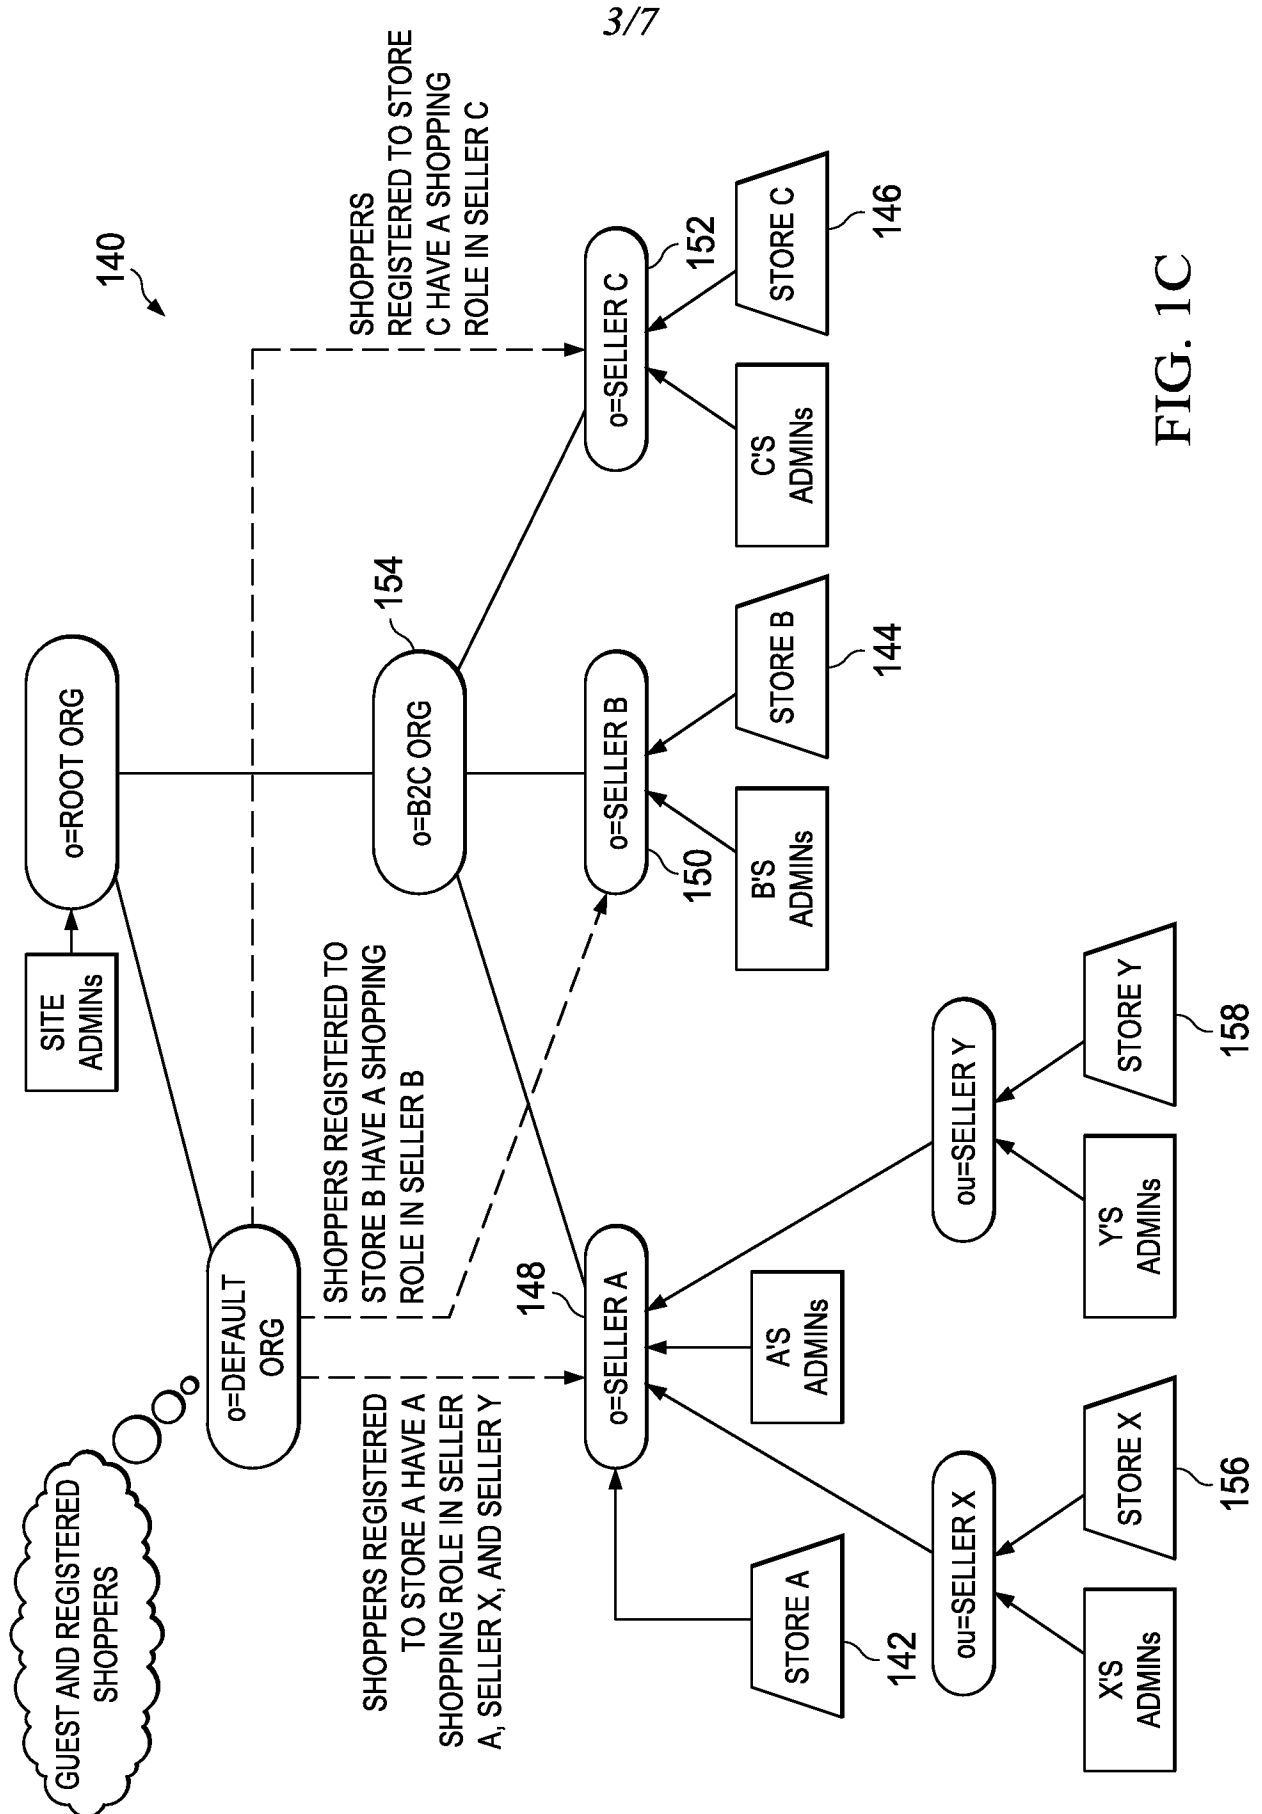 3/7
140
GUEST AND REGISTERED
SHOPPERS
SITE
ADMINs
o=ROOT ORG
o=DEFAULT
ORG
SHOPPERS REGISTERED
TO STORE A HAVE A
SHOPPING ROLE IN SELLER
A, SELLER X, AND SELLER Y
SHOPPERS REGISTERED TO
STORE B HAVE A SHOPPING
ROLE IN SELLER B
SHOPPERS
REGISTERED TO STORE
C HAVE A SHOPPING
ROLE IN SELLER C
o=B2C ORG
154
148
o=SELLER A
o=SELLER B
150
o=SELLER C
152
STORE A
142
A'S
ADMINs
B'S
ADMINs
STORE B
144
C'S
ADMINs
STORE C
146
ou=SELLER X
ou=SELLER Y
X'S
ADMINs
STORE X
156
Y'S
ADMINs
STORE Y
158
FIG. 1C